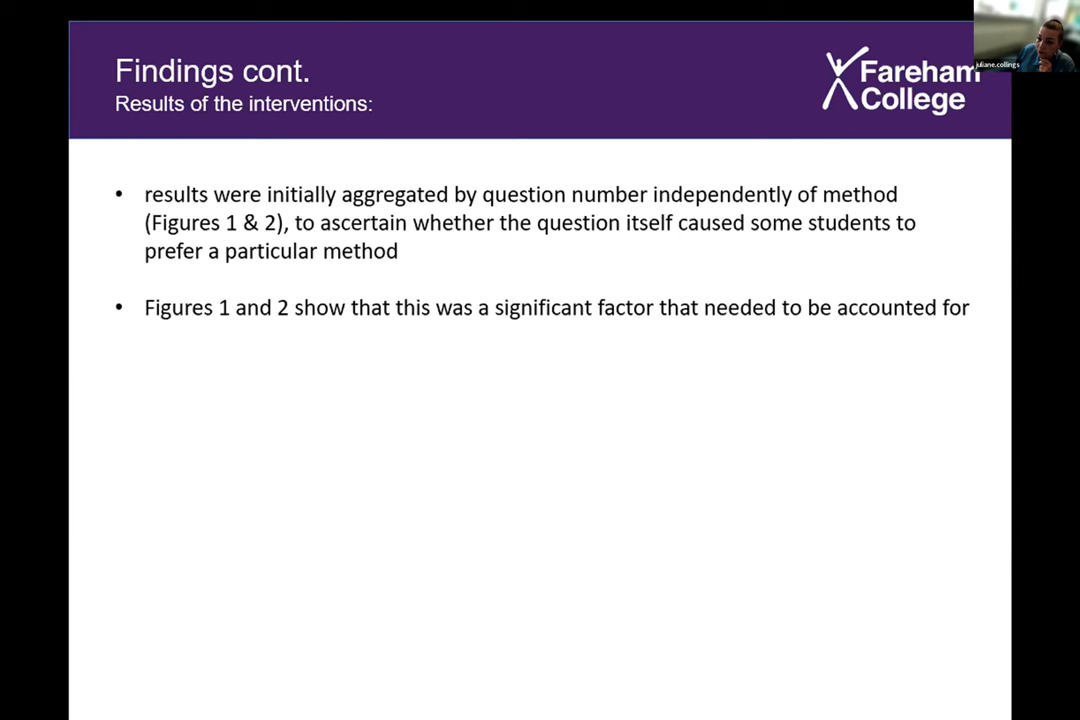 Findings cont.
Results of the interventions:
Fareham
College
juliane.collings
• results were initially aggregated by question number independently of method
(Figures 1 & 2), to ascertain whether the question itself caused some students to
prefer a particular method
• Figures 1 and 2 show that this was a significant factor that needed to be accounted for